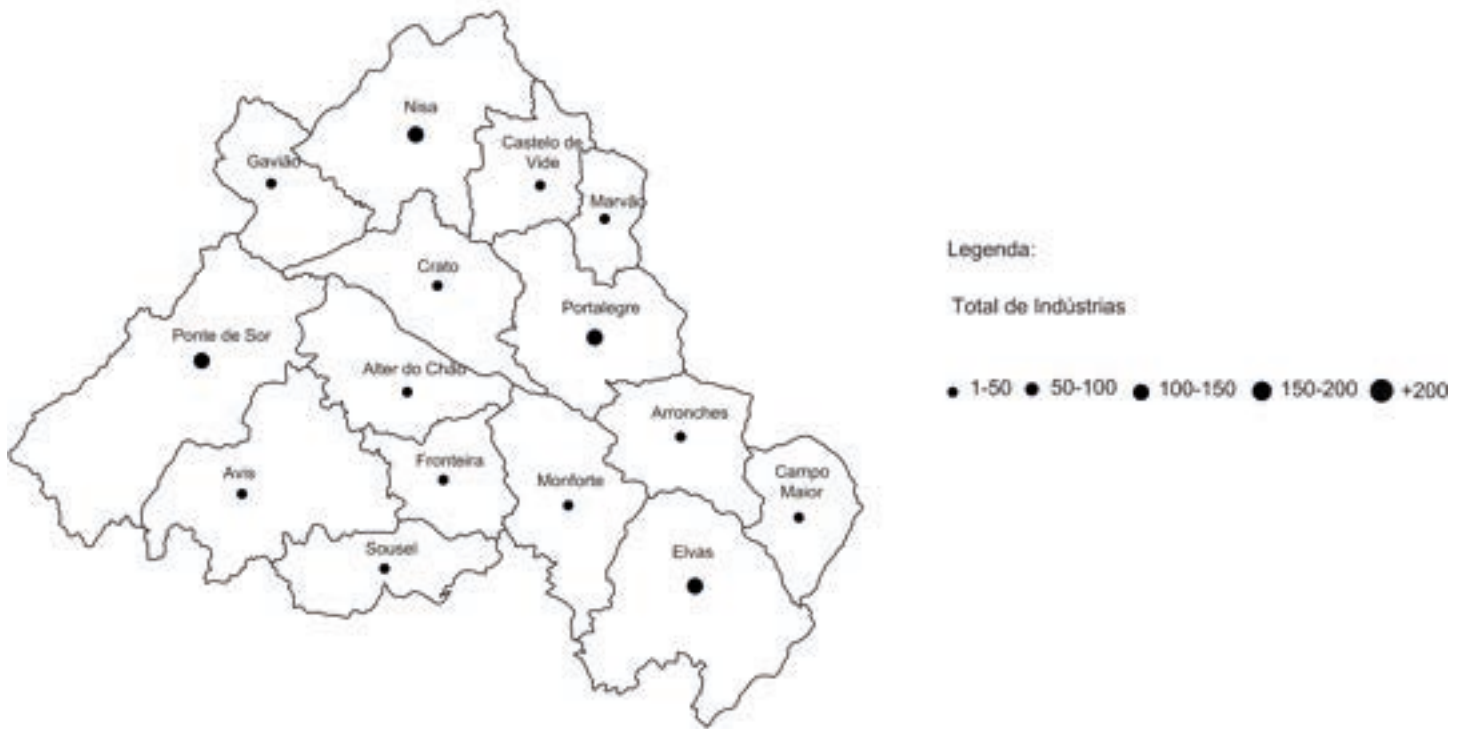 Nisa
Castelo de
Vide
Gavião
Marvão
Crato
Portalegre
Ponte de Sor
Alter do Chão
Arronches
Fronteira
Avis
Monforte
Campo
Maior
Sousel
Elvas
Legenda:
Total de Indústrias
1-50 50-100 100-150 150-200 +200